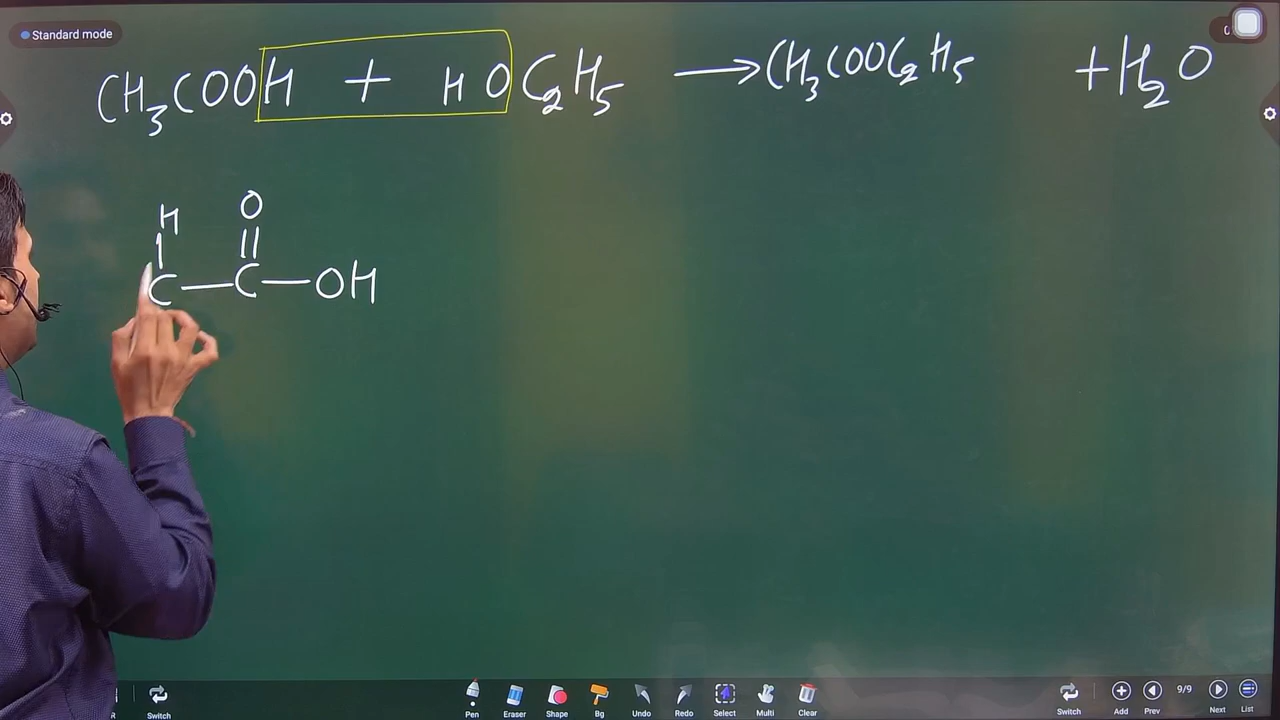 Standard mode
CH₃COOH + HOC₂H₅ ⟶ CH₃COOC₂H₅ + H₂O
H O
C — C — OH
Switch Pen Eraser Shape Bg Undo Redo Select Multi Clear Switch Add Prev 9/9 Next List